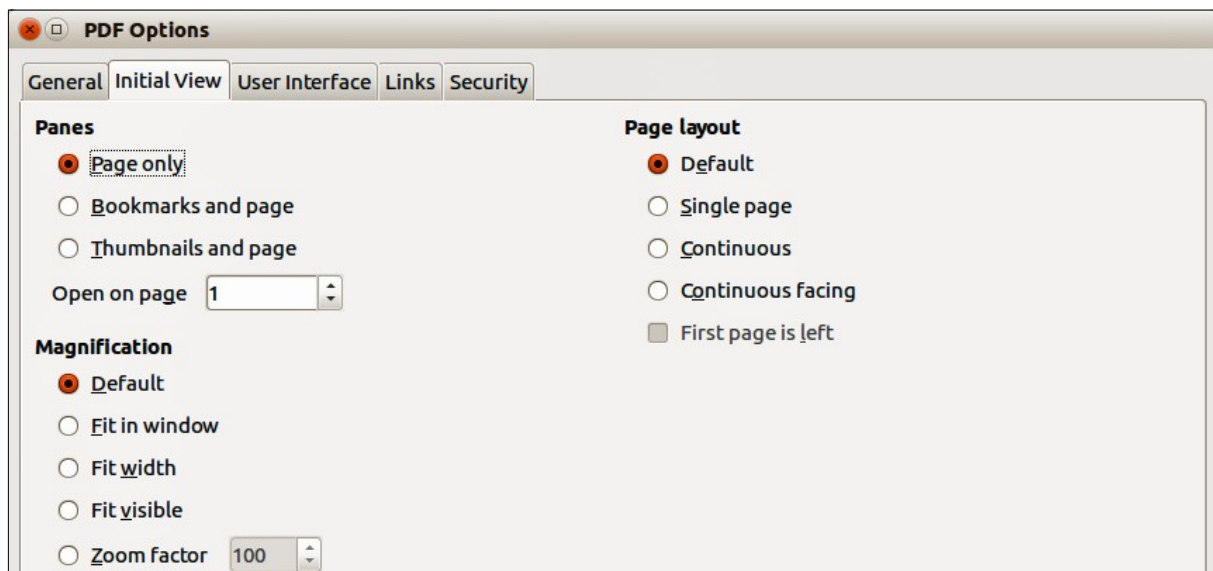 PDF Options
General Initial View User Interface Links Security
Panes
Page only
Bookmarks and page
Thumbnails and page
Open on page 1
Magnification
Default
Fit in window
Fit width
Fit visible
Zoom factor 100
Page layout
Default
Single page
Continuous
Continuous facing
First page is left